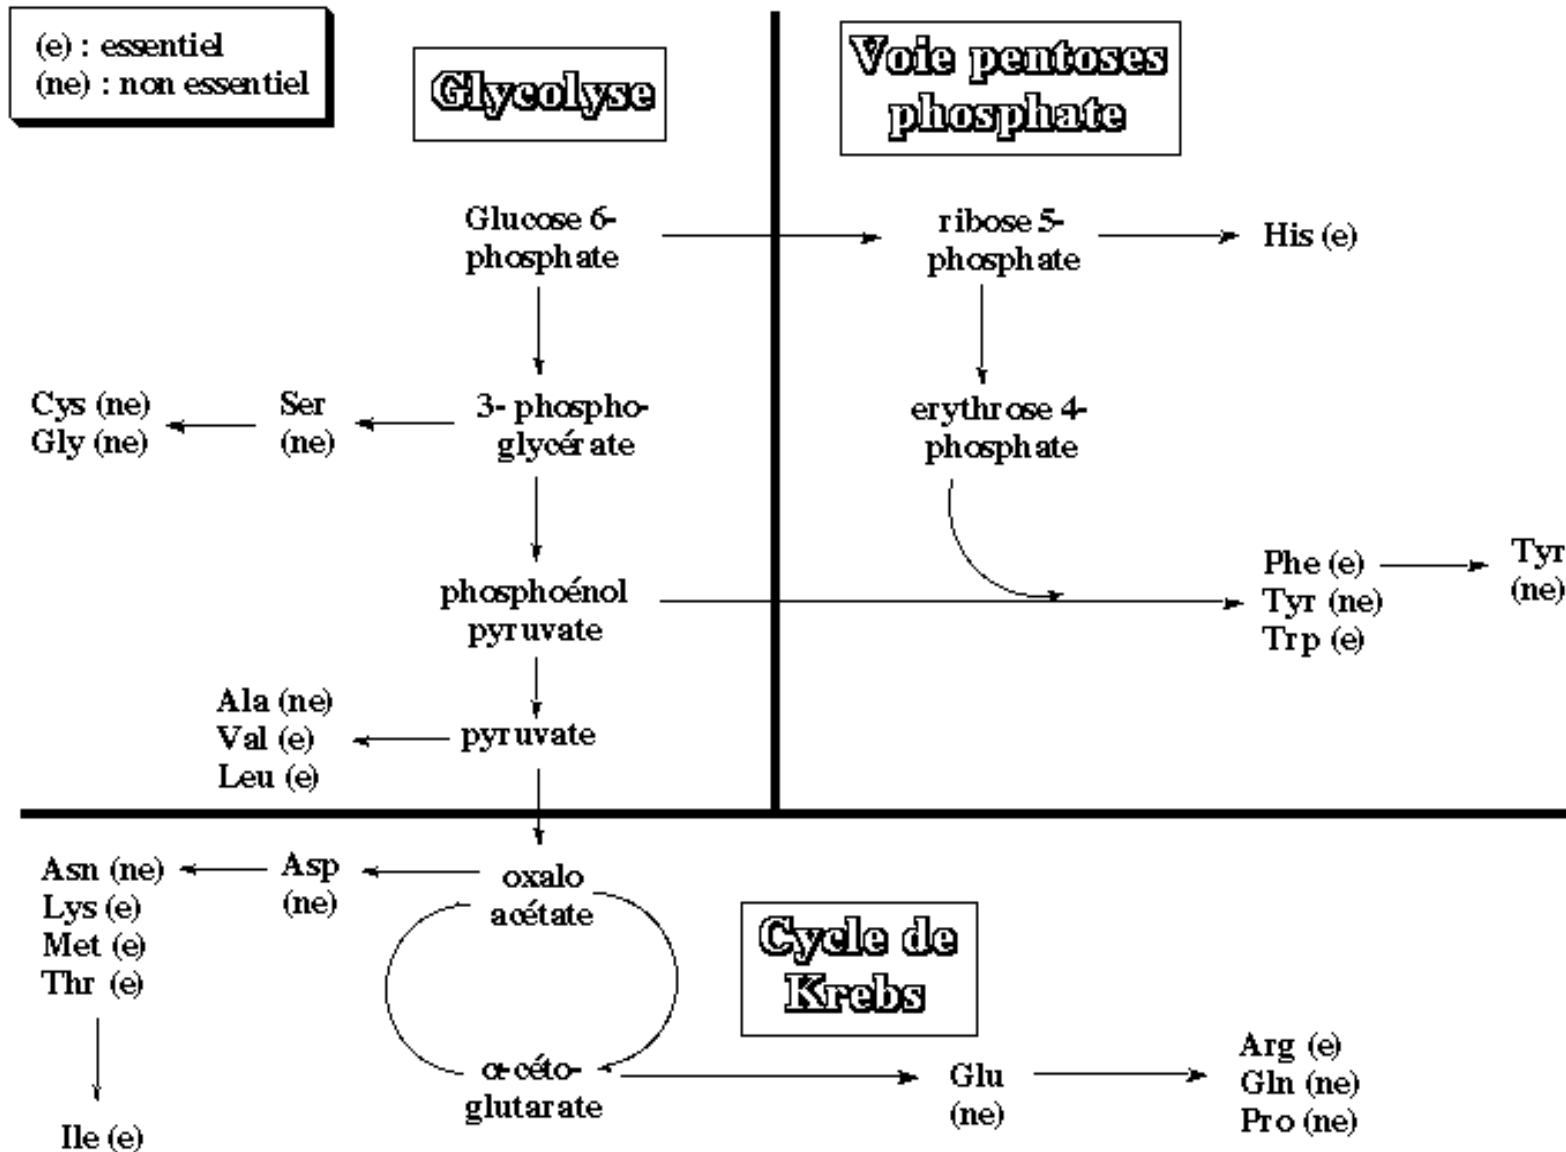 (e) : essentiel
(ne) : non essentiel
Glycolyse
Voie pentoses
phosphate
Glucose 6-
phosphate
ribose 5-
phosphate
His (e)
Cys (ne)
Gly (ne)
Ser
(ne)
3- phospho-
glycérate
erythrose 4-
phosphate
phosphoénol
pyruvate
Phe (e)
Tyr (ne)
Trp (e)
Tyr
(ne)
Ala (ne)
Val (e)
Leu (e)
pyruvate
Asn (ne)
Lys (e)
Met (e)
Thr (e)
Asp
(ne)
oxalo
acétate
Cycle de
Krebs
Ile (e)
α-céto-
glutarate
Glu
(ne)
Arg (e)
Gln (ne)
Pro (ne)